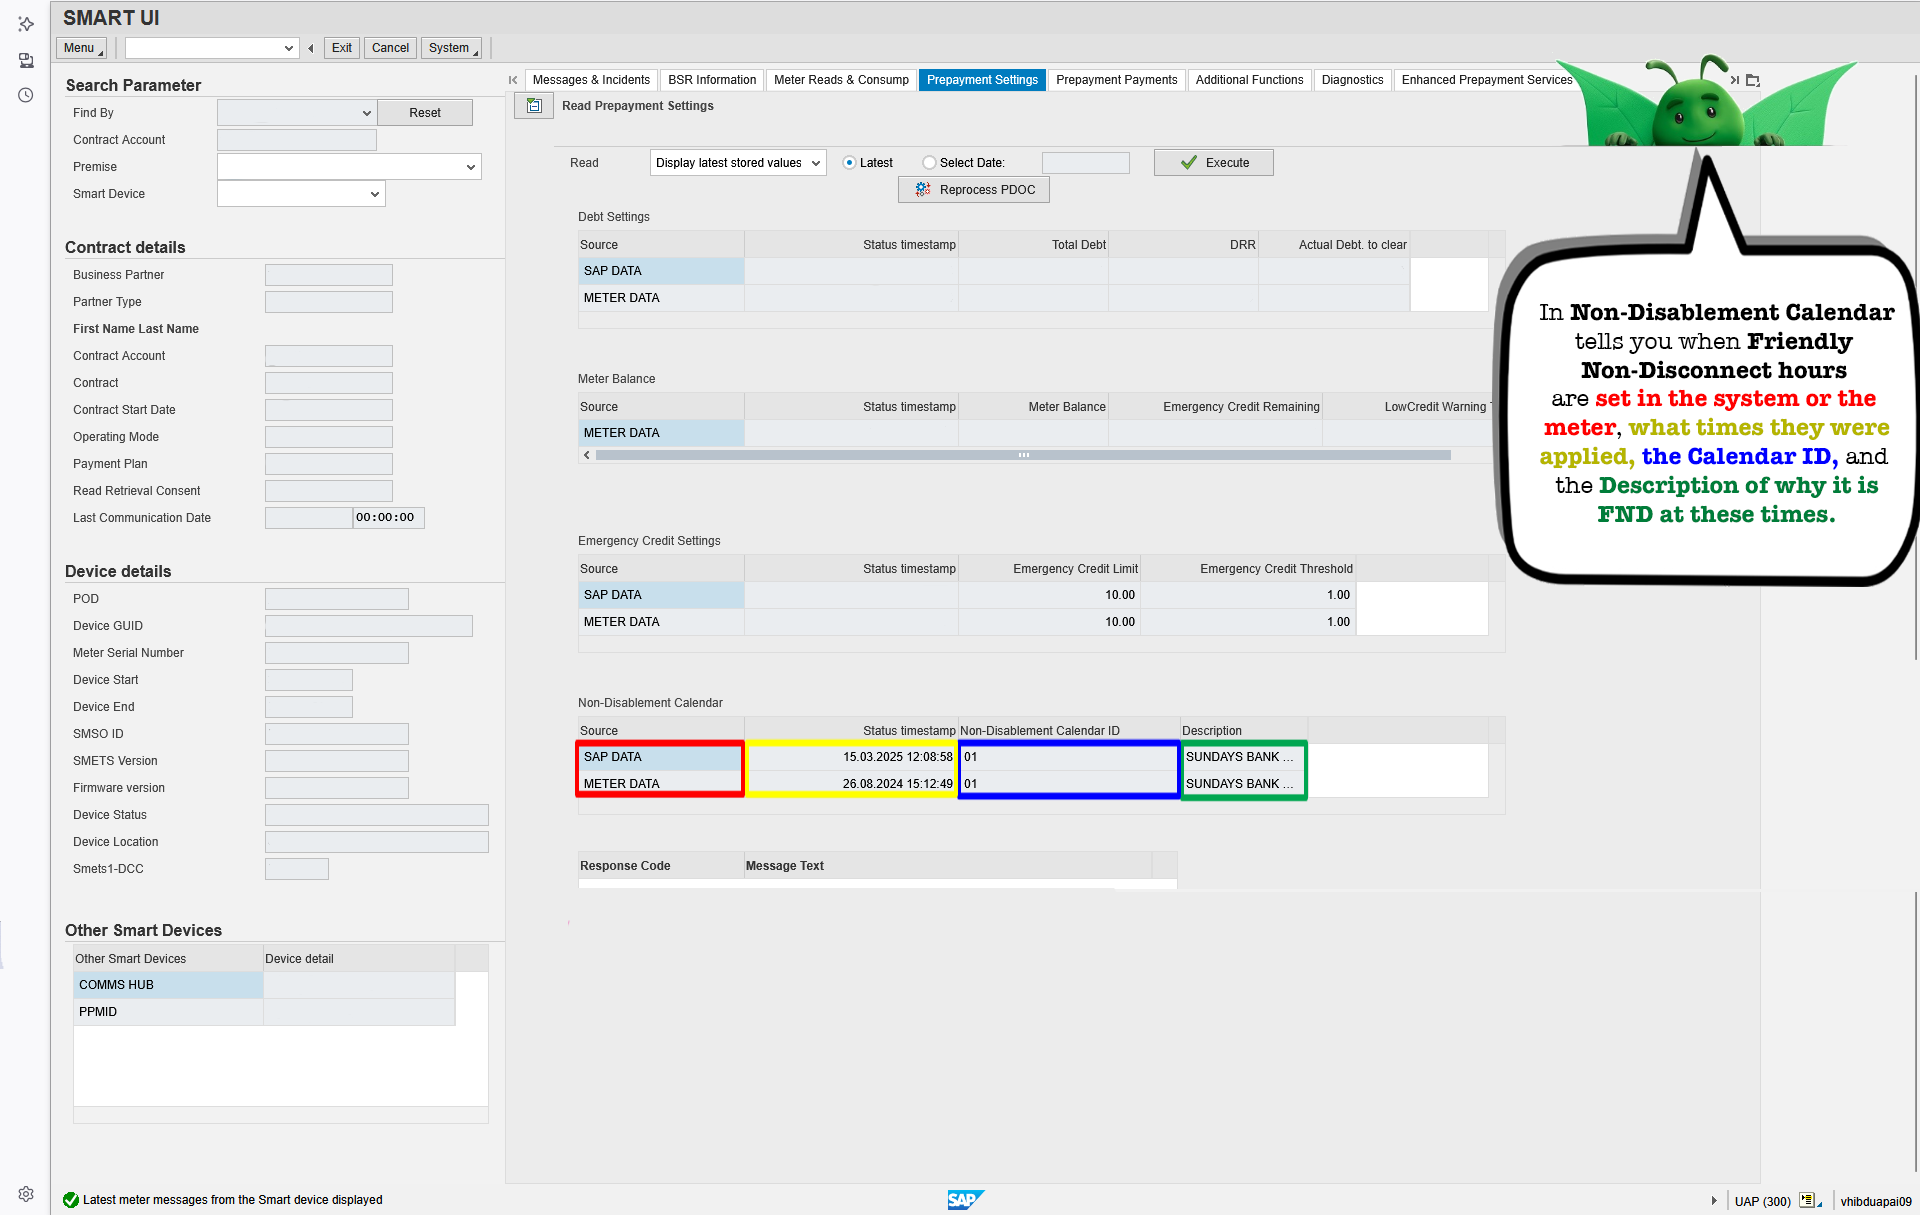 SMART UI
Menu
Exit
Cancel
System
Search Parameter
Find By
Reset
Contract Account
Premise
Smart Device
Contract details
Business Partner
Partner Type
First Name Last Name
Contract Account
Contract
Contract Start Date
Operating Mode
Payment Plan
Read Retrieval Consent
Last Communication Date 00:00:00
Device details
POD
Device GUID
Meter Serial Number
Device Start
Device End
SMSO ID
SMETS Version
Firmware version
Device Status
Device Location
Smets1-DCC
Other Smart Devices
Other Smart Devices Device detail
COMMS HUB
PPMID
Messages & Incidents BSR Information Meter Reads & Consump Prepayment Settings Prepayment Payments Additional Functions Diagnostics Enhanced Prepayment Services
Read Prepayment Settings
Read Display latest stored values Latest Select Date: Execute
Reprocess PDOC
Debt Settings
Source Status timestamp Total Debt DRR Actual Debt. to clear
SAP DATA
METER DATA
Meter Balance
Source Status timestamp Meter Balance Emergency Credit Remaining LowCredit Warning T
METER DATA
Emergency Credit Settings
Source Status timestamp Emergency Credit Limit Emergency Credit Threshold
SAP DATA 10.00 1.00
METER DATA 10.00 1.00
Non-Disablement Calendar
Source Status timestamp Non-Disablement Calendar ID Description
SAP DATA 15.03.2025 12:08:58 01 SUNDAYS BANK ...
METER DATA 26.08.2024 15:12:49 01 SUNDAYS BANK ...
Response Code Message Text
In Non-Disablement Calendar
tells you when Friendly
Non-Disconnect hours
are set in the system or the
meter, what times they were
applied, the Calendar ID, and
the Description of why it is
FND at these times.
Latest meter messages from the Smart device displayed
SAP
UAP (300)
vhibduapai09